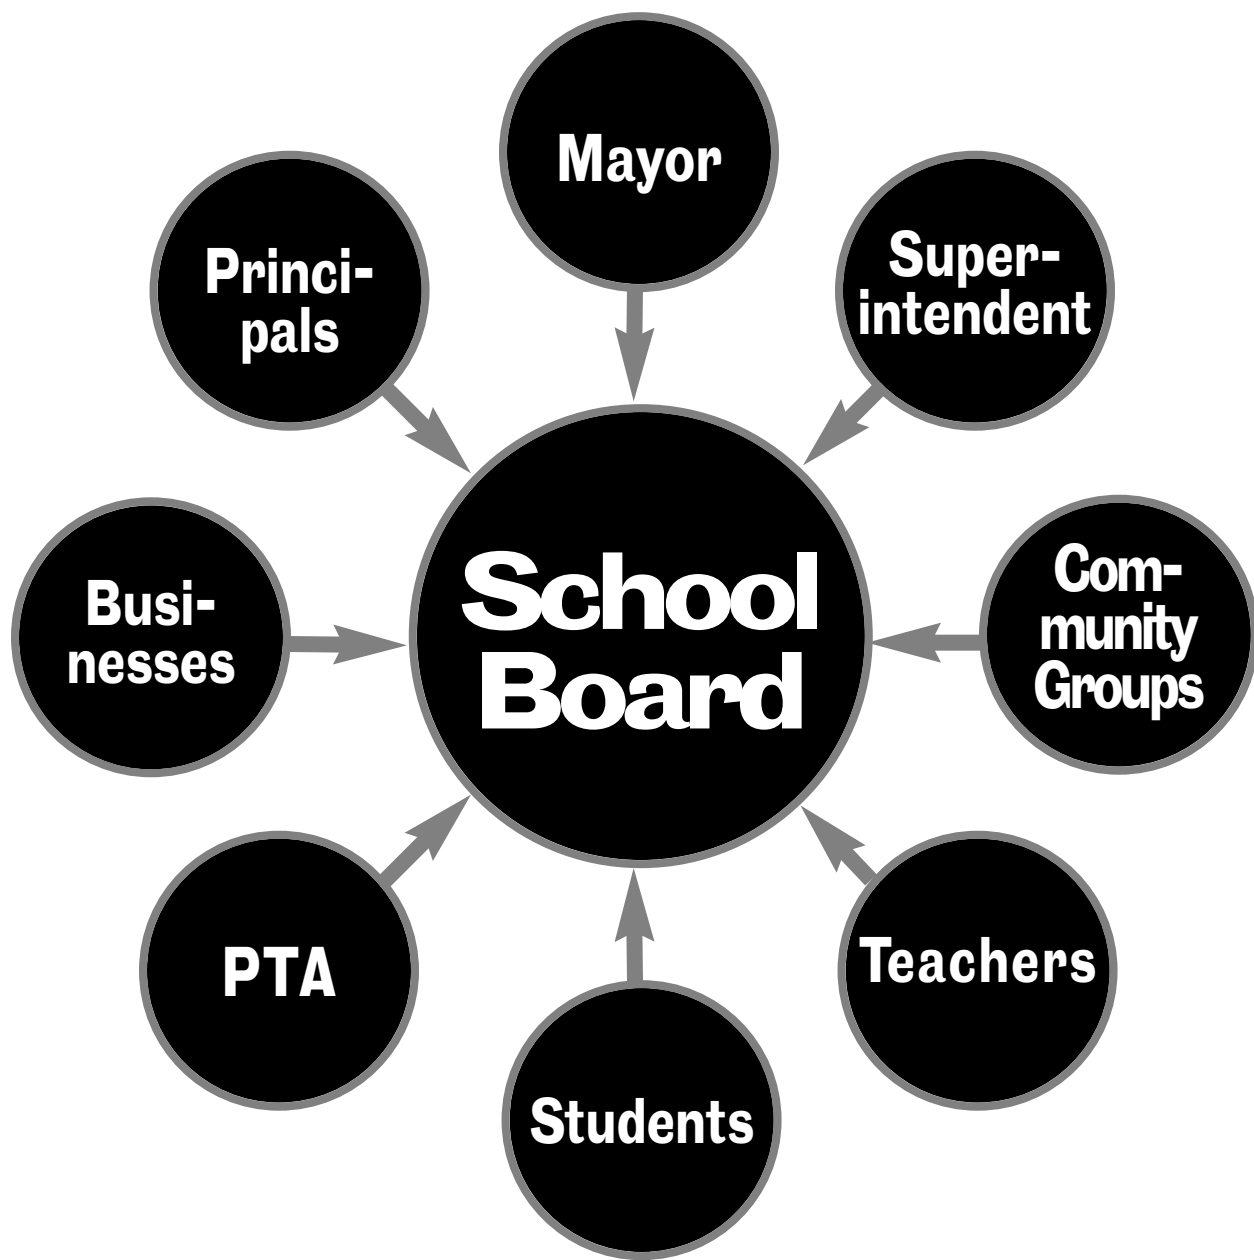 Mayor
Super-
intendent
Princi-
pals
School
Board
Com-
munity
Groups
Busi-
nesses
PTA
Teachers
Students